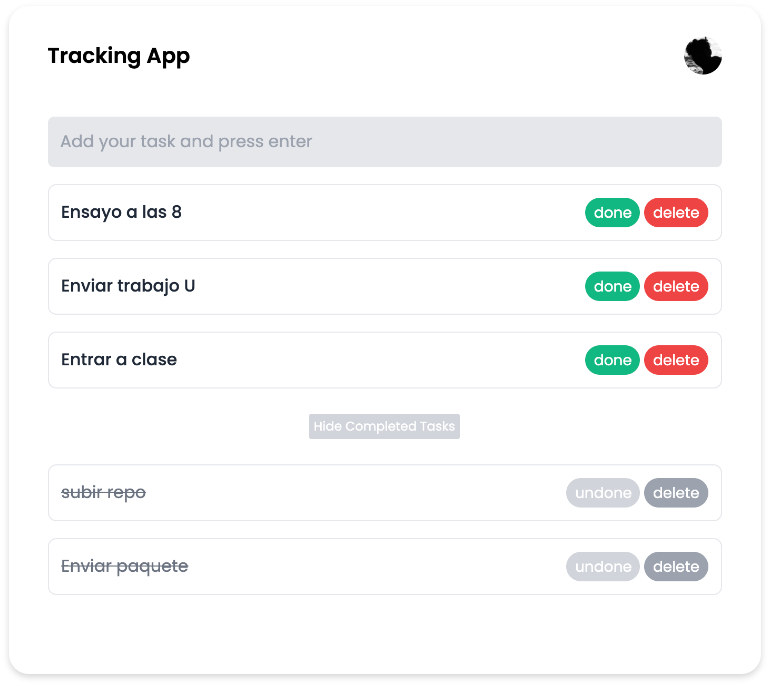 Tracking App
Add your task and press enter
Ensayo a las 8 done delete
Enviar trabajo U done delete
Entrar a clase done delete
Hide Completed Tasks
subir repo undone delete
Enviar paquete undone delete